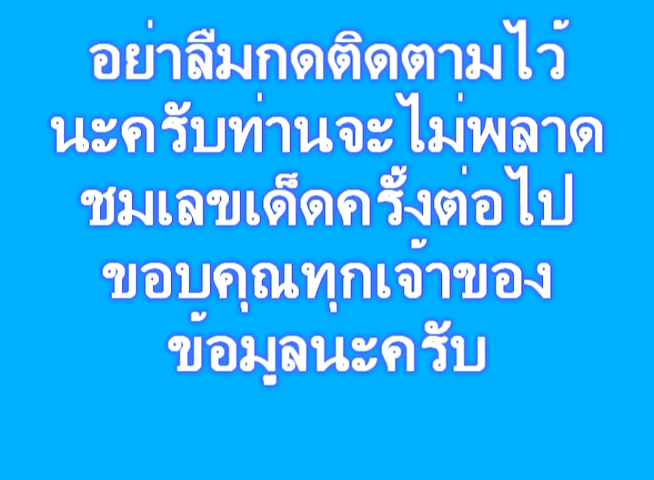 อย่าลืมกดติดตามไว้
นะครับท่านจะไม่พลาด
ชมเลขเด็ดครั้งต่อไป
ขอบคุณทุกเจ้าของ
ข้อมูลนะครับ